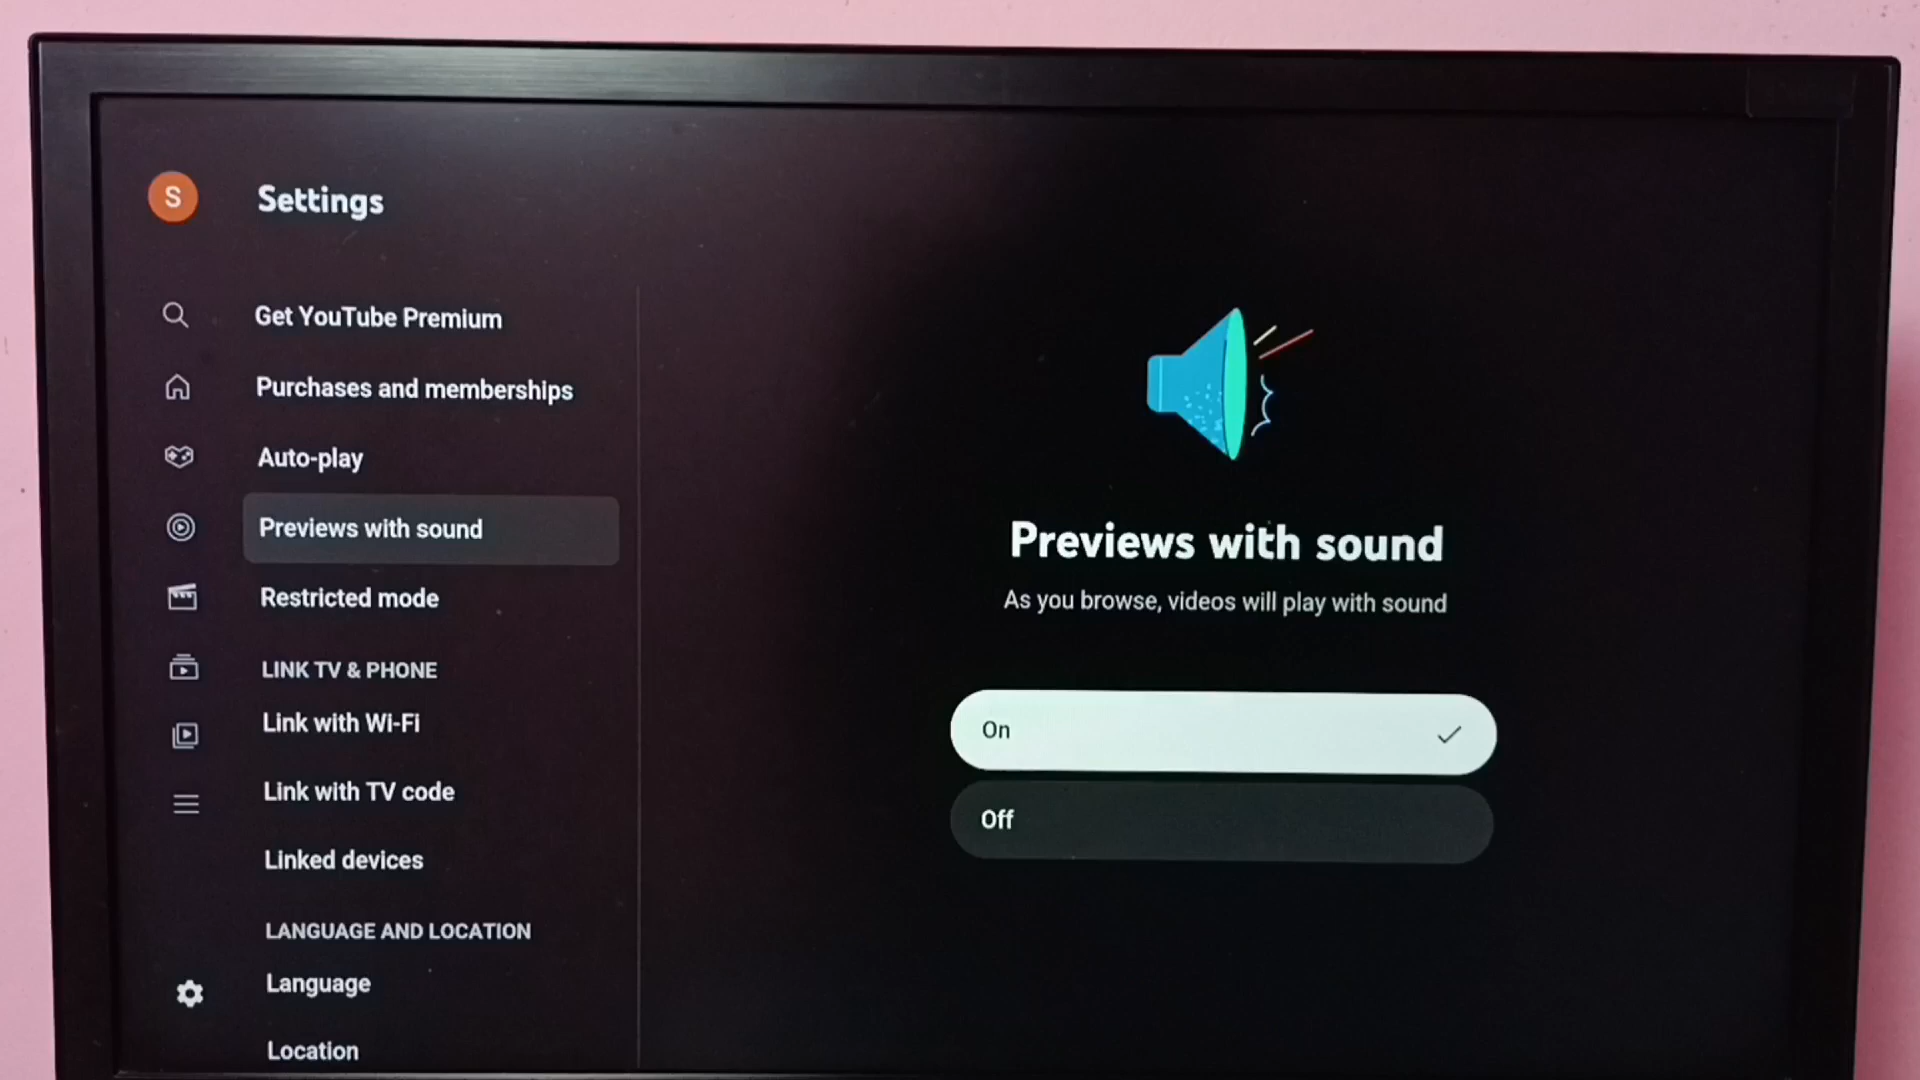 S
Settings
Get YouTube Premium
Purchases and memberships
Auto-play
Previews with sound
Restricted mode
LINK TV & PHONE
Link with Wi-Fi
Link with TV code
Linked devices
LANGUAGE AND LOCATION
Language
Location
Previews with sound
As you browse, videos will play with sound
On
Off